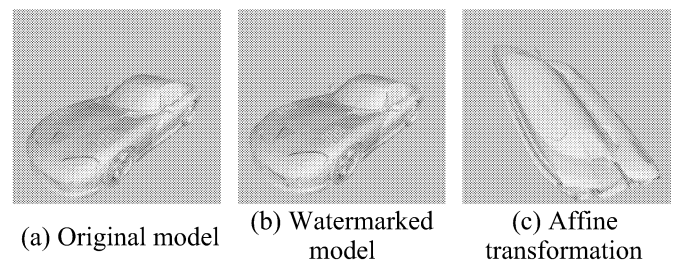 (a) Original model
(b) Watermarked
model
(c) Affine
transformation